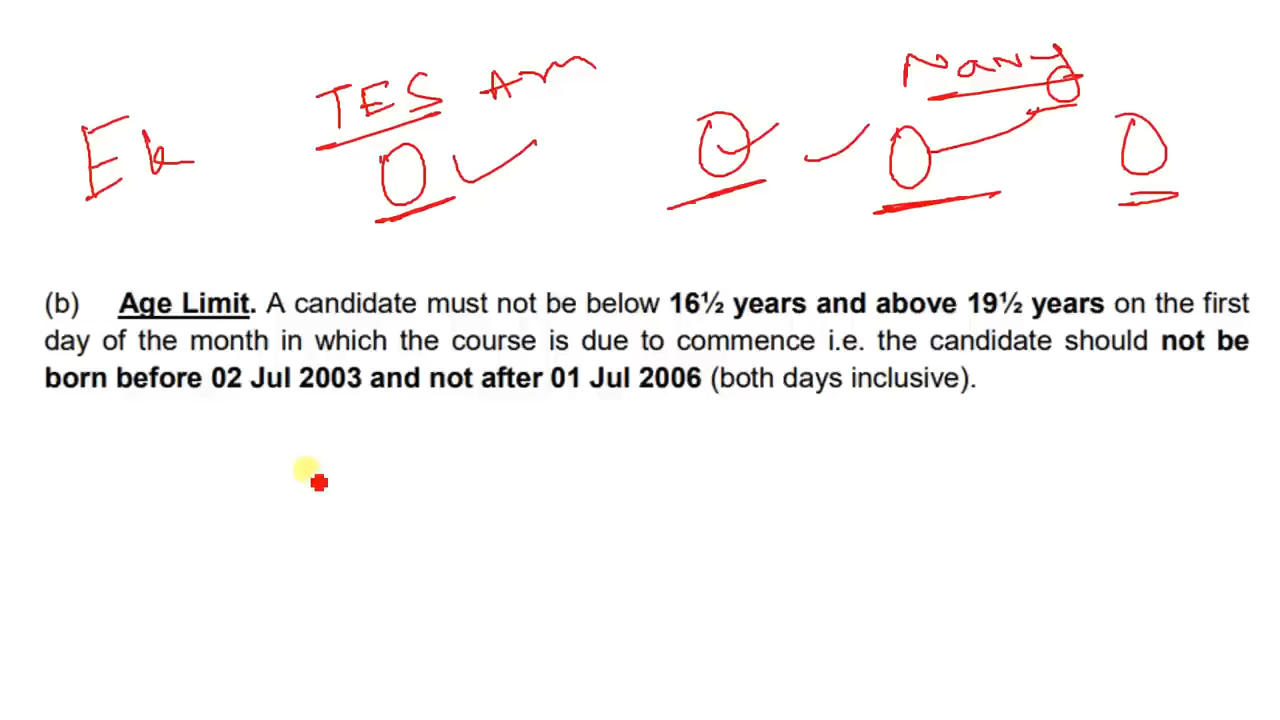 TES Arm
Navy
Ek
(b) Age Limit. A candidate must not be below 16½ years and above 19½ years on the first
day of the month in which the course is due to commence i.e. the candidate should not be
born before 02 Jul 2003 and not after 01 Jul 2006 (both days inclusive).